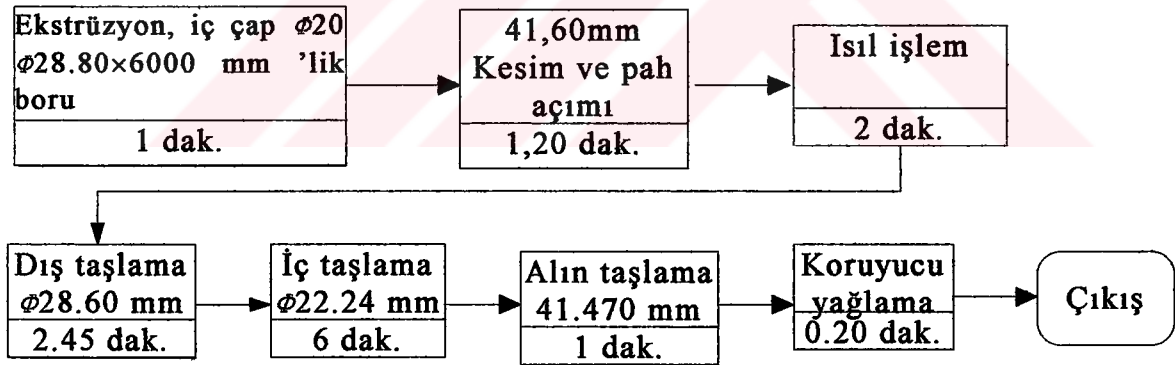 Ekstrüzyon, iç çap Φ20
Φ28.80×6000 mm 'lik
boru
1 dak.
41,60mm
Kesim ve pah
açımı
1,20 dak.
Isıl işlem
2 dak.
Dış taşlama
Φ28.60 mm
2.45 dak.
İç taşlama
Φ22.24 mm
6 dak.
Alın taşlama
41.470 mm
1 dak.
Koruyucu
yağlama
0.20 dak.
Çıkış